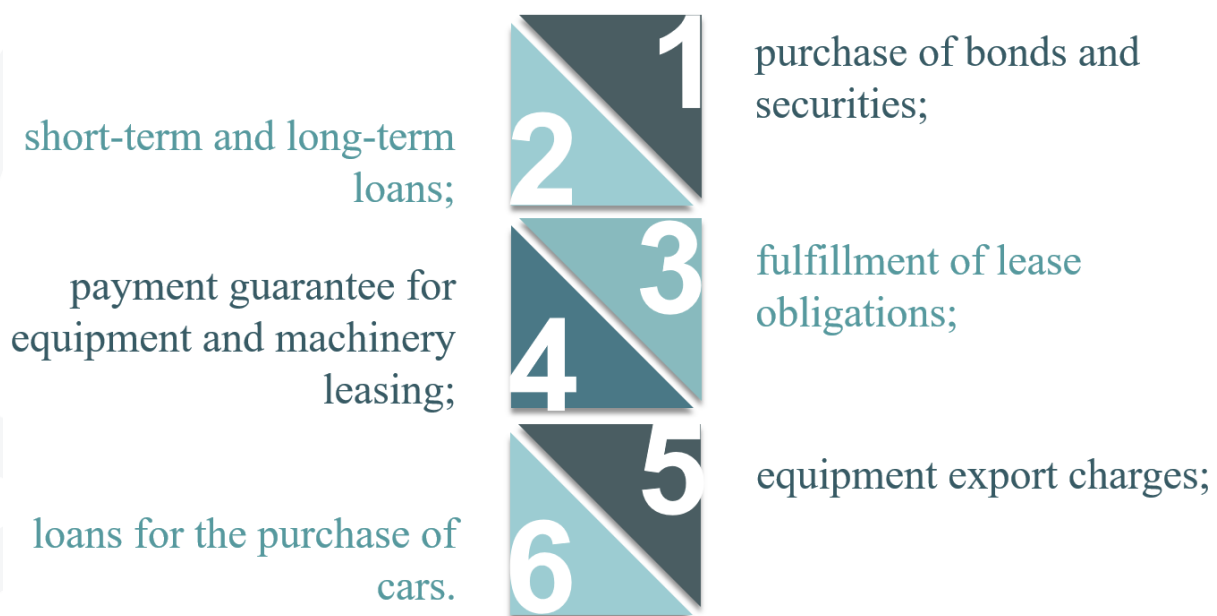 1
purchase of bonds and
securities;
2
short-term and long-term
loans;
3
fulfillment of lease
obligations;
4
payment guarantee for
equipment and machinery
leasing;
5
equipment export charges;
6
loans for the purchase of
cars.